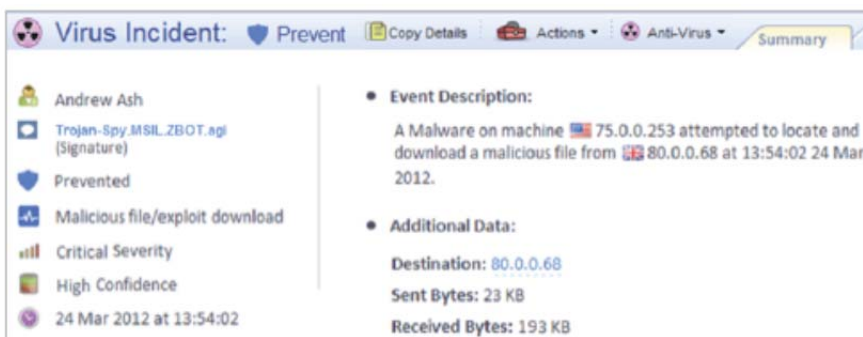 Virus Incident: Prevent Copy Details Actions Anti-Virus Summary
Andrew Ash
Trojan-Spy.MSIL.ZBOT.agl
(Signature)
Prevented
Malicious file/exploit download
Critical Severity
High Confidence
24 Mar 2012 at 13:54:02
• Event Description:
A Malware on machine 75.0.0.253 attempted to locate and
download a malicious file from 80.0.0.68 at 13:54:02 24 Mar
2012.
• Additional Data:
Destination: 80.0.0.68
Sent Bytes: 23 KB
Received Bytes: 193 KB